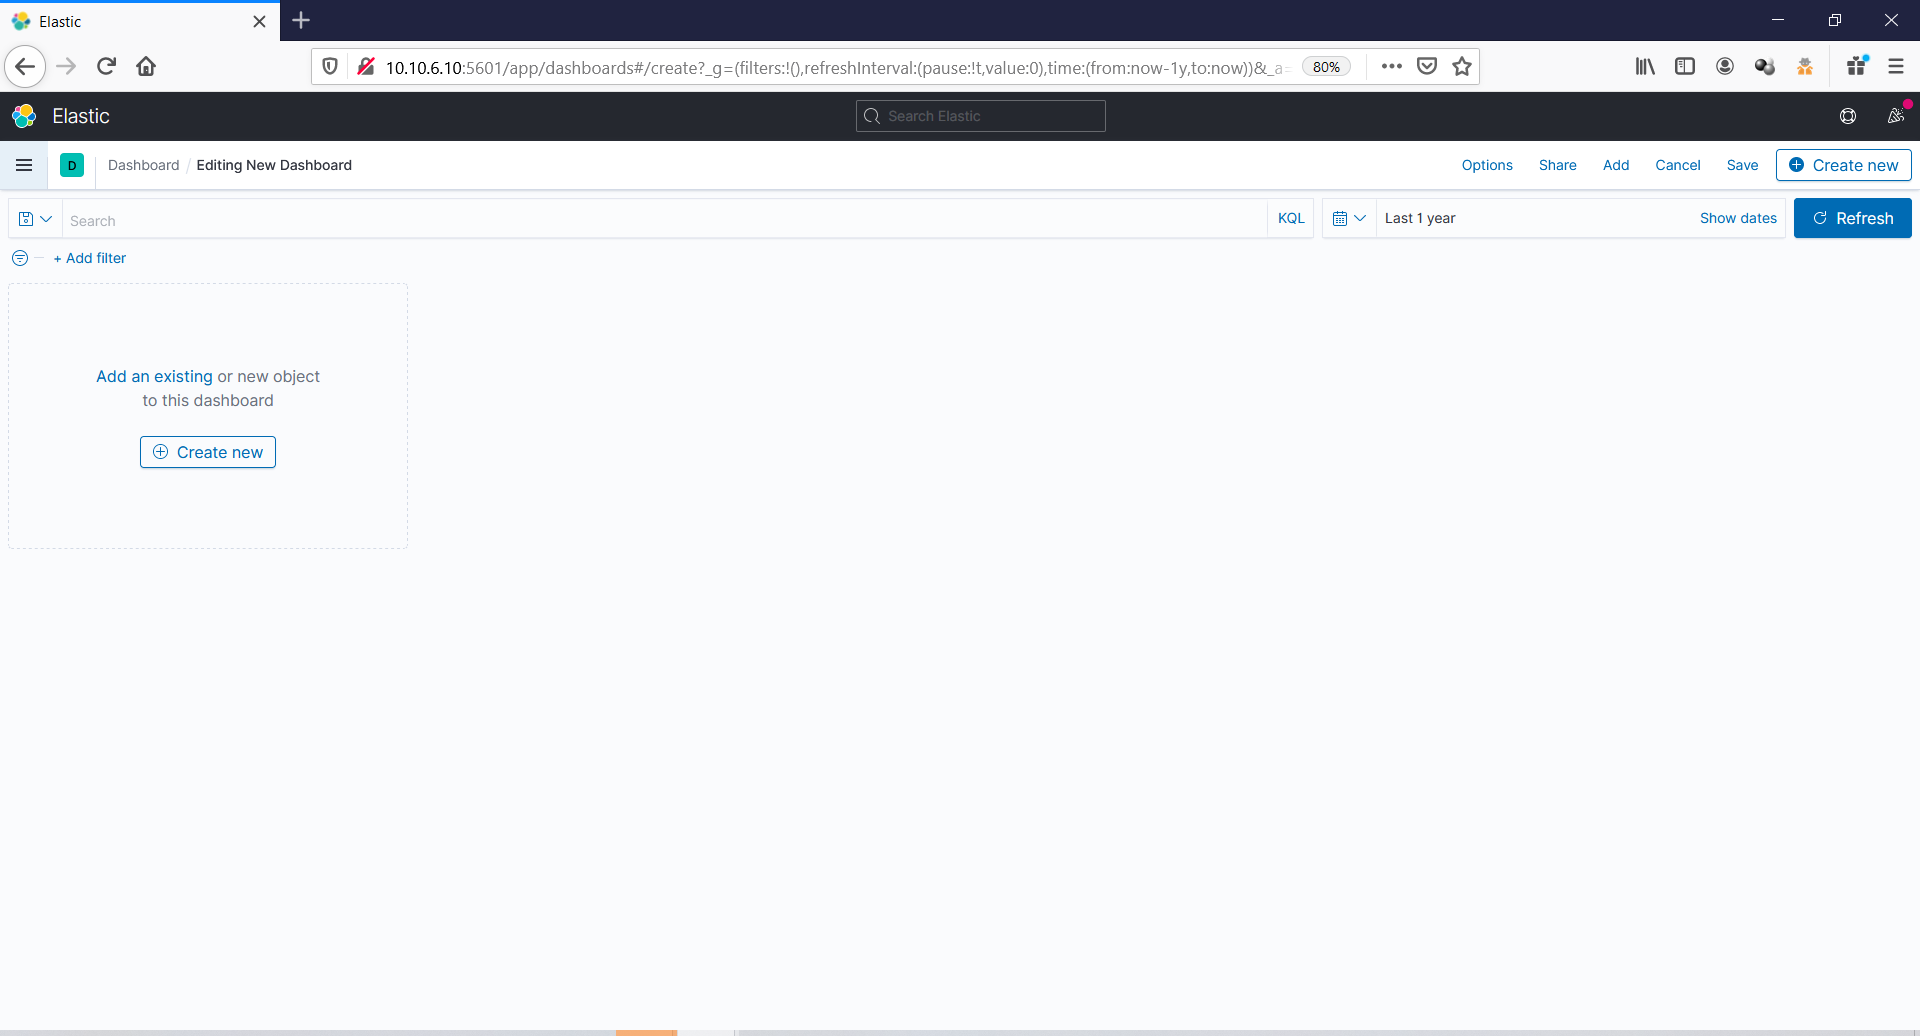 Elastic
10.10.6.10:5601/app/dashboards#/create?_g=(filters:!(),refreshInterval:(pause:!t,value:0),time:(from:now-1y,to:now))&_a=
80%
Elastic
Search Elastic
D
Dashboard / Editing New Dashboard
Options Share Add Cancel Save Create new
Search
KQL
Last 1 year
Show dates
Refresh
+ Add filter
Add an existing or new object
to this dashboard
Create new